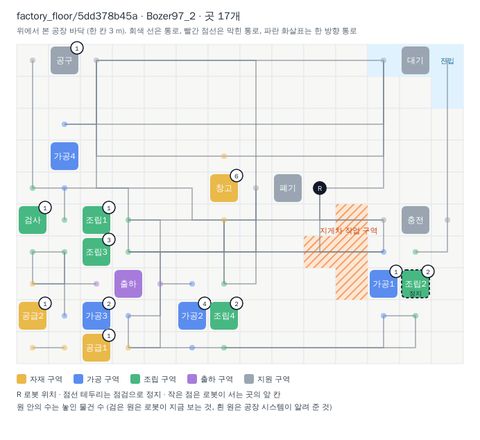 factory_floor/5dd378b45a · Bozer97_2 · 곳 17개
위에서 본 공장 바닥 (한 칸 3 m). 회색 선은 통로, 빨간 점선은 막힌 통로, 파란 화살표는 한 방향 통로
공구 1
대기
진입
가공4
창고 6
폐기
R
검사 1
조립1 1
충전
지게차 작업 구역
조립3 3
출하
가공1 1
조립2 2
정지
공급2 1
가공3 2
가공2 4
조립4 2
공급1 1
자재 구역
가공 구역
조립 구역
출하 구역
지원 구역
R 로봇 위치 · 점선 테두리는 점검으로 정지 · 작은 점은 로봇이 서는 곳의 앞 칸
원 안의 수는 놓인 물건 수 (검은 원은 로봇이 지금 보는 것, 흰 원은 공장 시스템이 알려 준 것)